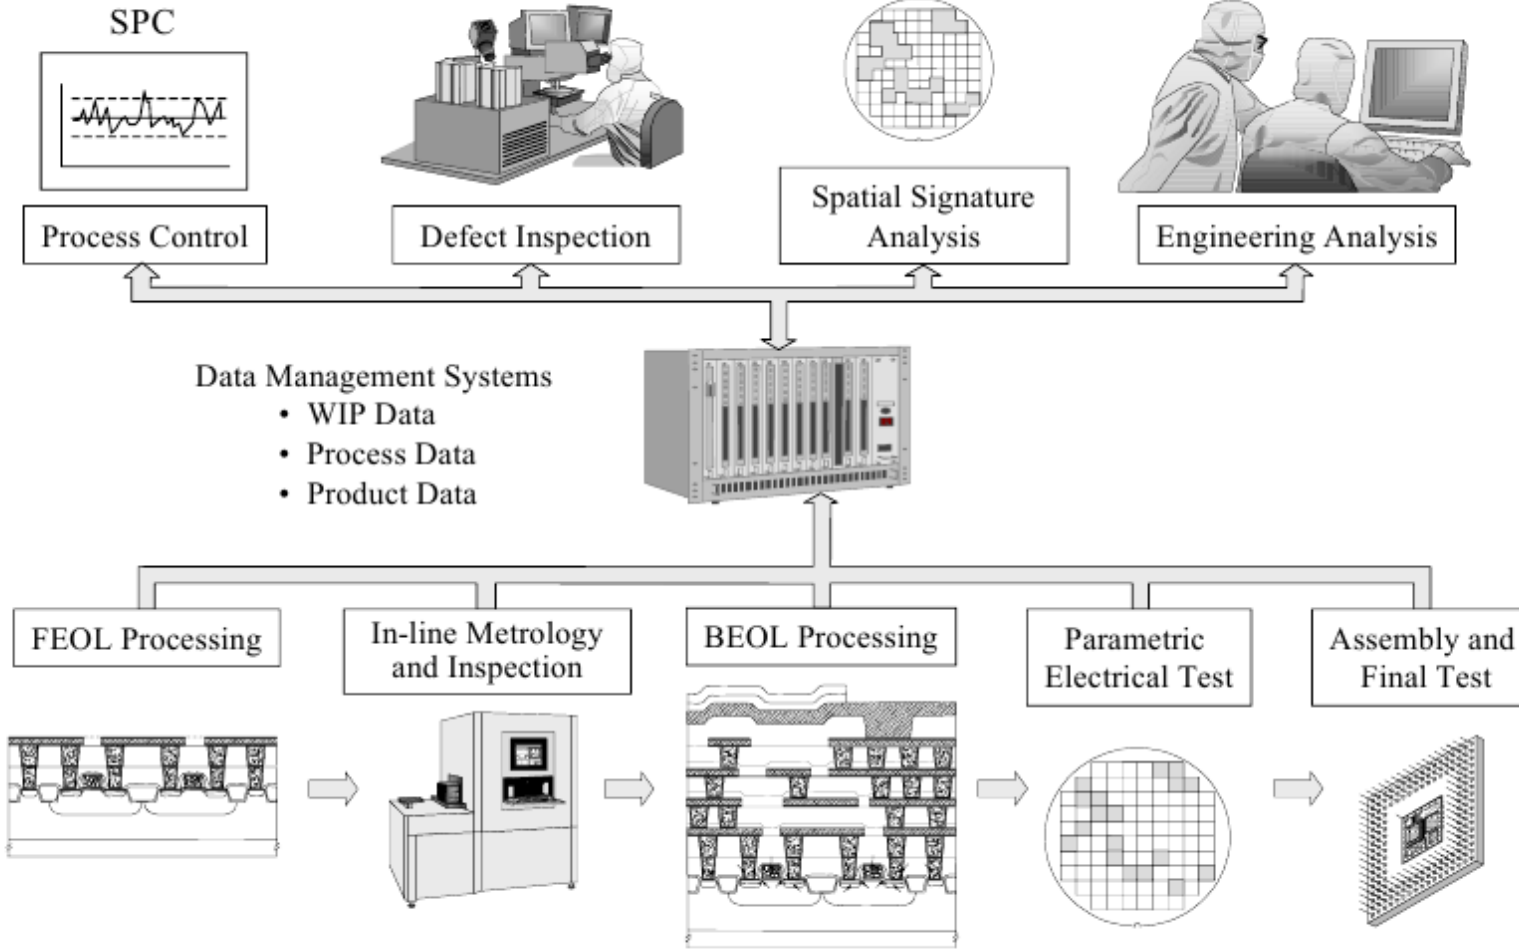 SPC
Process Control
Defect Inspection
Spatial Signature
Analysis
Engineering Analysis
Data Management Systems
• WIP Data
• Process Data
• Product Data
FEOL Processing
In-line Metrology
and Inspection
BEOL Processing
Parametric
Electrical Test
Assembly and
Final Test